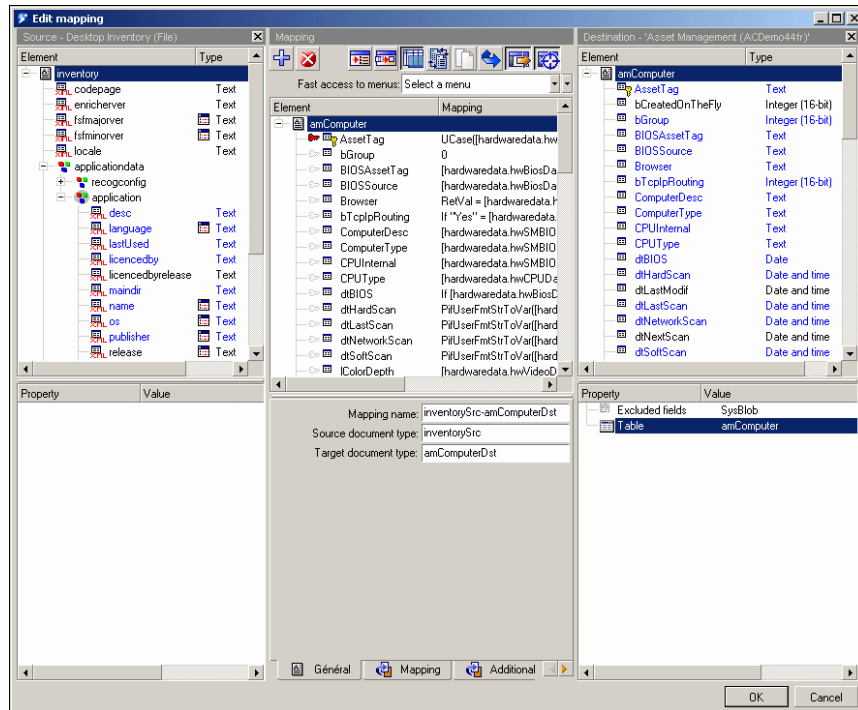 Edit mapping
Source - Desktop Inventory (File)
Element Type
inventory
codepage Text
enricherver Text
fsfmajorver Text
fsfminorver Text
locale Text
applicationdata
recogconfig
application
desc Text
language Text
lastUsed Text
licencedby Text
licencedbyrelease Text
maindir Text
name Text
os Text
publisher Text
release Text
Property Value
Mapping
Fast access to menus: Select a menu
Element Mapping
amComputer
AssetTag UCase([hardwaredata.hw
bGroup 0
BIOSAssetTag [hardwaredata.hwBiosDa
BIOSSource [hardwaredata.hwBiosDa
Browser RetVal = [hardwaredata.h
bTcpIpRouting If "Yes" = [hardwaredata.
ComputerDesc [hardwaredata.hwSMBIO
ComputerType [hardwaredata.hwSMBIO
CPUInternal [hardwaredata.hwSMBIO
CPUType [hardwaredata.hwCPUDa
dtBIOS If [hardwaredata.hwBiosD
dtHardScan PifUserFmtStrToVar([hard
dtLastScan PifUserFmtStrToVar([hard
dtNetworkScan PifUserFmtStrToVar([hard
dtSoftScan PifUserFmtStrToVar([hard
lColorDepth [hardwaredata.hwVideoD
Mapping name: inventorySrc-amComputerDst
Source document type: inventorySrc
Target document type: amComputerDst
Général Mapping Additional
Destination - 'Asset Management (ACDemo44fr)'
Element Type
amComputer
AssetTag Text
bCreatedOnTheFly Integer (16-bit)
bGroup Integer (16-bit)
BIOSAssetTag Text
BIOSSource Text
Browser Text
bTcpIpRouting Integer (16-bit)
ComputerDesc Text
ComputerType Text
CPUInternal Text
CPUType Text
dtBIOS Date
dtHardScan Date and time
dtLastModif Date and time
dtLastScan Date and time
dtNetworkScan Date and time
dtNextScan Date and time
dtSoftScan Date and time
Property Value
Excluded fields SysBlob
Table amComputer
OK Cancel